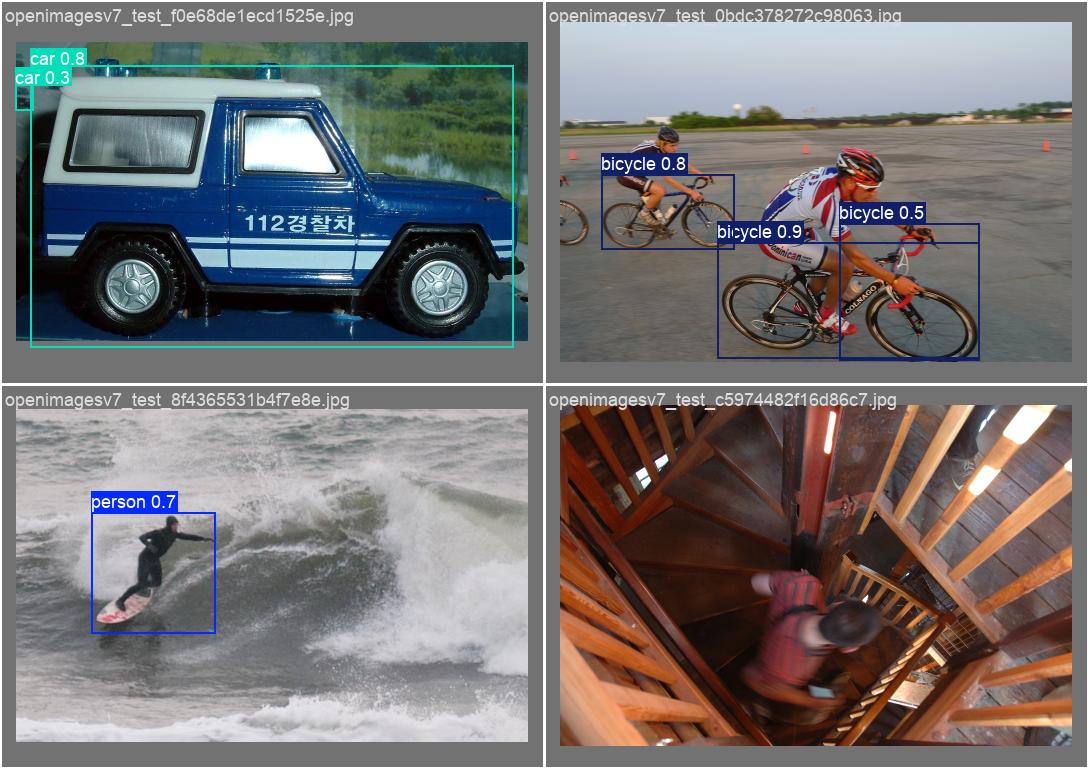 openimagesv7_test_f0e68de1ecd1525e.jpg
car 0.8
car 0.3
112경찰차
openimagesv7_test_0bdc378272c98063.jpg
bicycle 0.8
bicycle 0.5
bicycle 0.9
COLNAGO
openimagesv7_test_8f4365531b4f7e8e.jpg
person 0.7
openimagesv7_test_c5974482f16d86c7.jpg